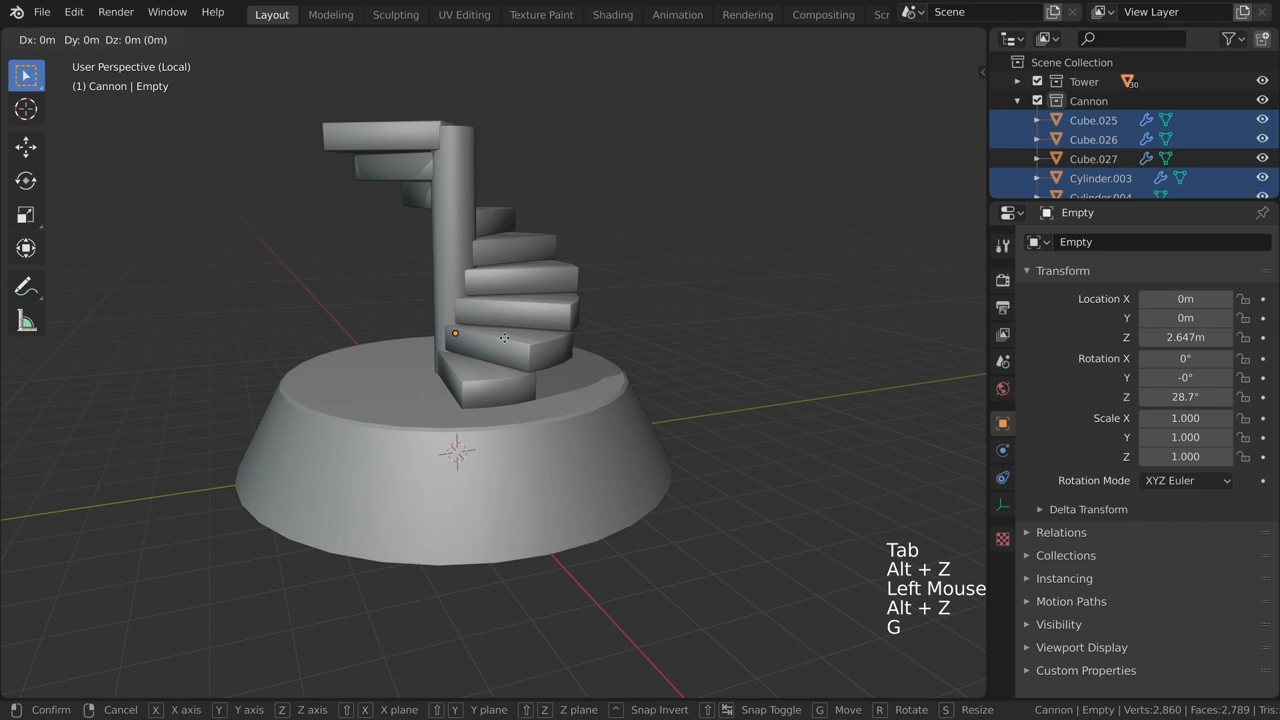 File Edit Render Window Help Layout Modeling Sculpting UV Editing Texture Paint Shading Animation Rendering Compositing Scr Scene View Layer
Dx: 0m Dy: 0m Dz: 0m (0m)
User Perspective (Local)
(1) Cannon | Empty
Scene Collection
Tower 30
Cannon
Cube.025
Cube.026
Cube.027
Cylinder.003
Cylinder.004
Empty
Empty
Transform
Location X 0m
Y 0m
Z 2.647m
Rotation X 0°
Y -0°
Z 28.7°
Scale X 1.000
Y 1.000
Z 1.000
Rotation Mode XYZ Euler
Delta Transform
Relations
Collections
Instancing
Motion Paths
Visibility
Viewport Display
Custom Properties
Tab
Alt + Z
Left Mouse
Alt + Z
G
Confirm Cancel X X axis Y Y axis Z Z axis X X plane Y Y plane Z Z plane ^ Snap Invert Snap Toggle G Move R Rotate S Resize Cannon | Empty | Verts:2,860 | Faces:2,789 | Tris: